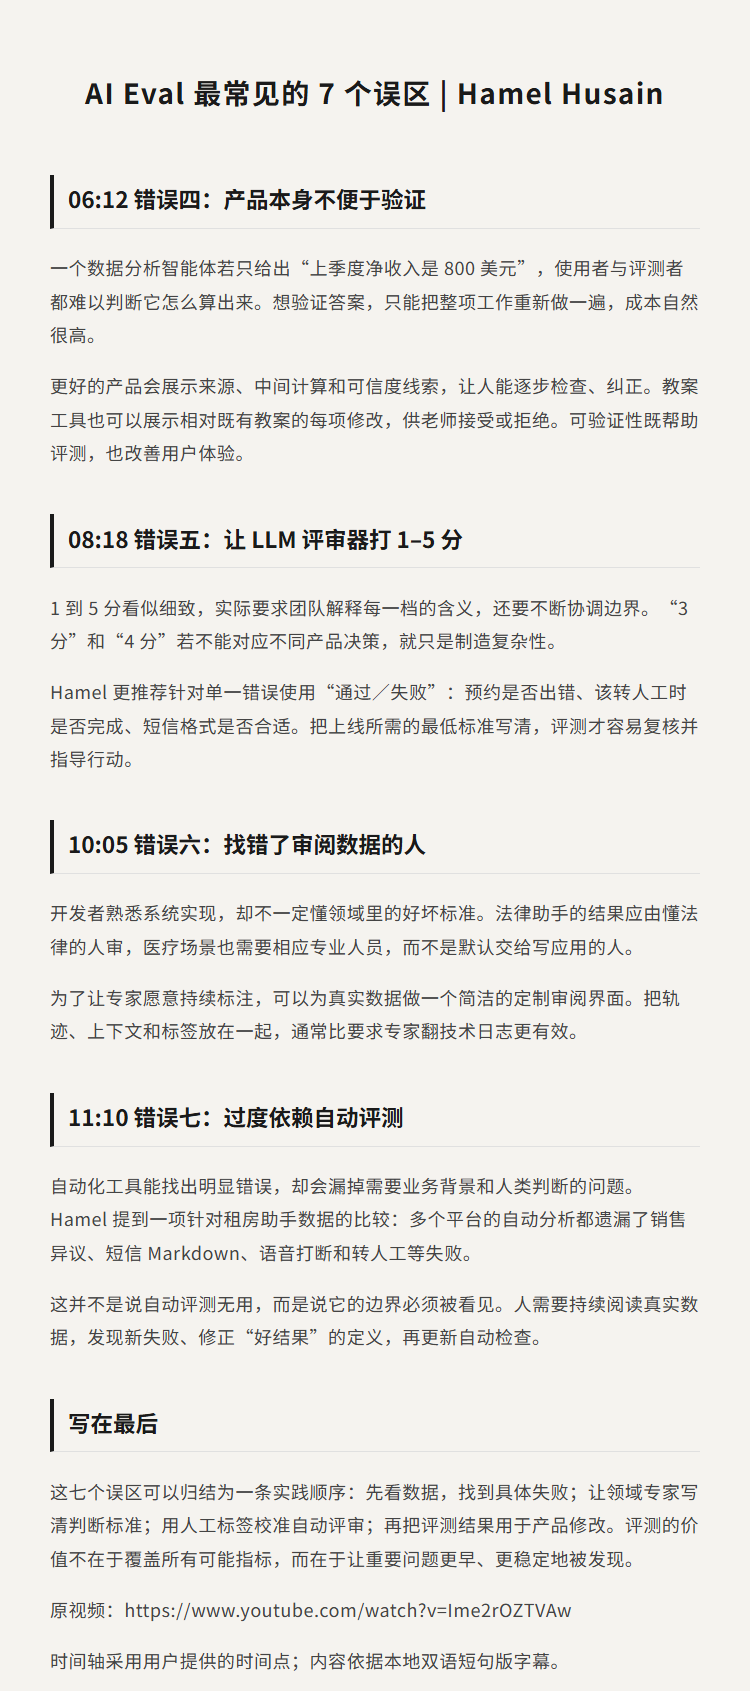 AI Eval 最常见的 7 个误区 | Hamel Husain
06:12 错误四：产品本身不便于验证
一个数据分析智能体若只给出“上季度净收入是 800 美元”，使用者与评测者
都难以判断它怎么算出来。想验证答案，只能把整项工作重新做一遍，成本自然
很高。
更好的产品会展示来源、中间计算和可信度线索，让人能逐步检查、纠正。教案
工具也可以展示相对既有教案的每项修改，供老师接受或拒绝。可验证性既帮助
评测，也改善用户体验。
08:18 错误五：让 LLM 评审器打 1–5 分
1 到 5 分看似细致，实际要求团队解释每一档的含义，还要不断协调边界。“3
分”和“4 分”若不能对应不同产品决策，就只是制造复杂性。
Hamel 更推荐针对单一错误使用“通过／失败”：预约是否出错、该转人工时
是否完成、短信格式是否合适。把上线所需的最低标准写清，评测才容易复核并
指导行动。
10:05 错误六：找错了审阅数据的人
开发者熟悉系统实现，却不一定懂领域里的好坏标准。法律助手的结果应由懂法
律的人审，医疗场景也需要相应专业人员，而不是默认交给写应用的人。
为了让专家愿意持续标注，可以为真实数据做一个简洁的定制审阅界面。把轨
迹、上下文和标签放在一起，通常比要求专家翻技术日志更有效。
11:10 错误七：过度依赖自动评测
自动化工具能找出明显错误，却会漏掉需要业务背景和人类判断的问题。
Hamel 提到一项针对租房助手数据的比较：多个平台的自动分析都遗漏了销售
异议、短信 Markdown、语音打断和转人工等失败。
这并不是说自动评测无用，而是说它的边界必须被看见。人需要持续阅读真实数
据，发现新失败、修正“好结果”的定义，再更新自动检查。
写在最后
这七个误区可以归结为一条实践顺序：先看数据，找到具体失败；让领域专家写
清判断标准；用人工标签校准自动评审；再把评测结果用于产品修改。评测的价
值不在于覆盖所有可能指标，而在于让重要问题更早、更稳定地被发现。
原视频：https://www.youtube.com/watch?v=Ime2rOZTVAw
时间轴采用用户提供的时间点；内容依据本地双语短句版字幕。